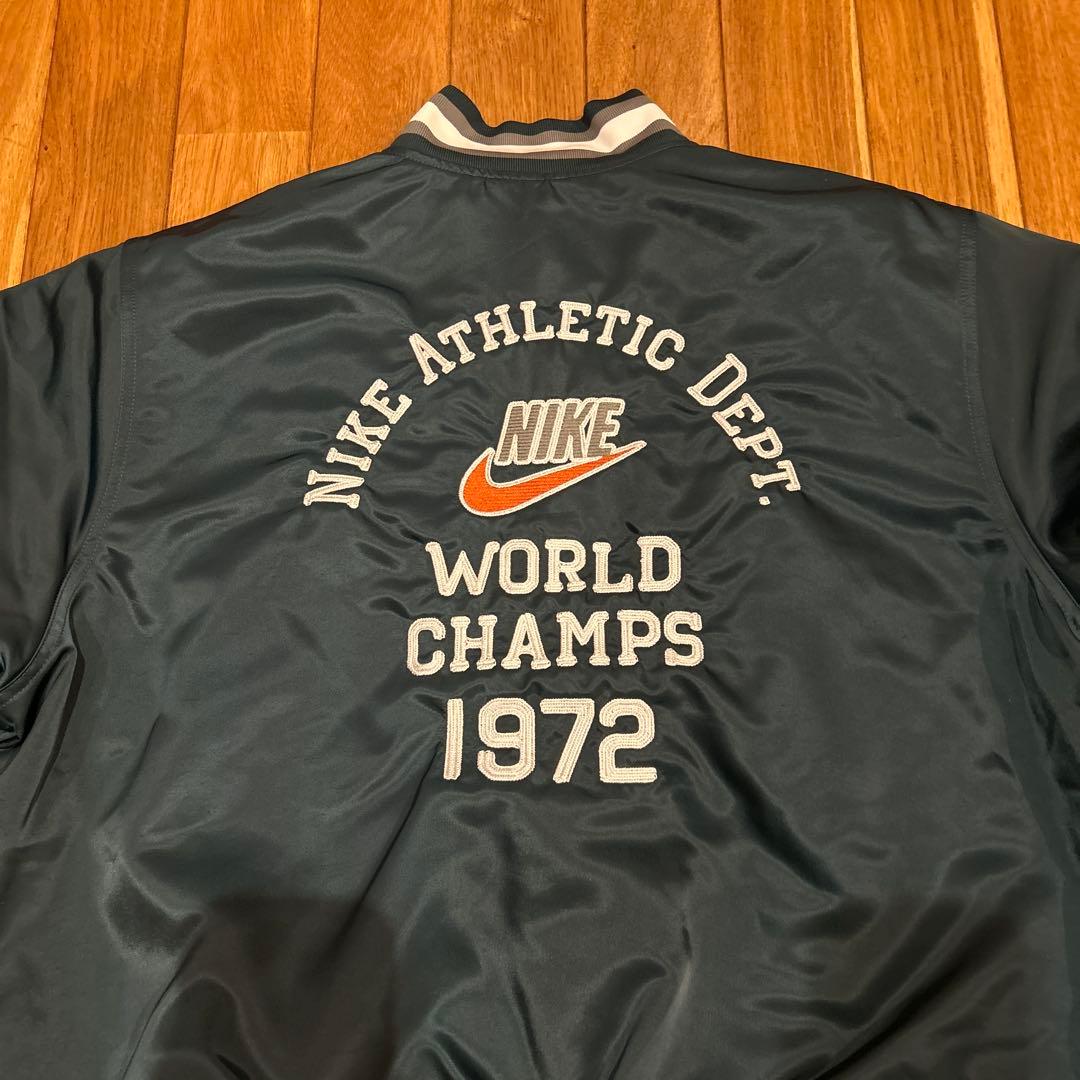 NIKE ATHLETIC DEPT.
NIKE
WORLD
CHAMPS
1972